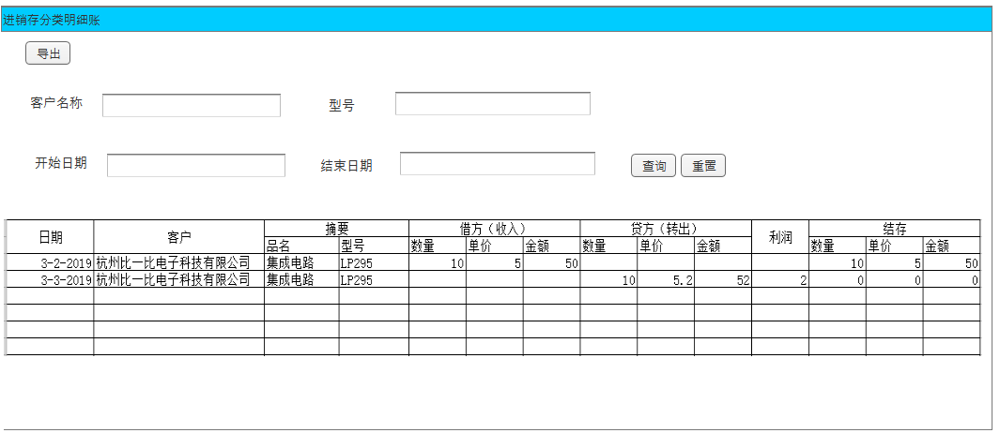 进销存分类明细账
导出
客户名称 型号
开始日期 结束日期 查询 重置
日期 客户 摘要 借方（收入） 贷方（转出） 利润 结存
品名 型号 数量 单价 金额 数量 单价 金额 数量 单价 金额
3-2-2019 杭州比一比电子科技有限公司 集成电路 LP295 10 5 50 10 5 50
3-3-2019 杭州比一比电子科技有限公司 集成电路 LP295 10 5.2 52 2 0 0 0